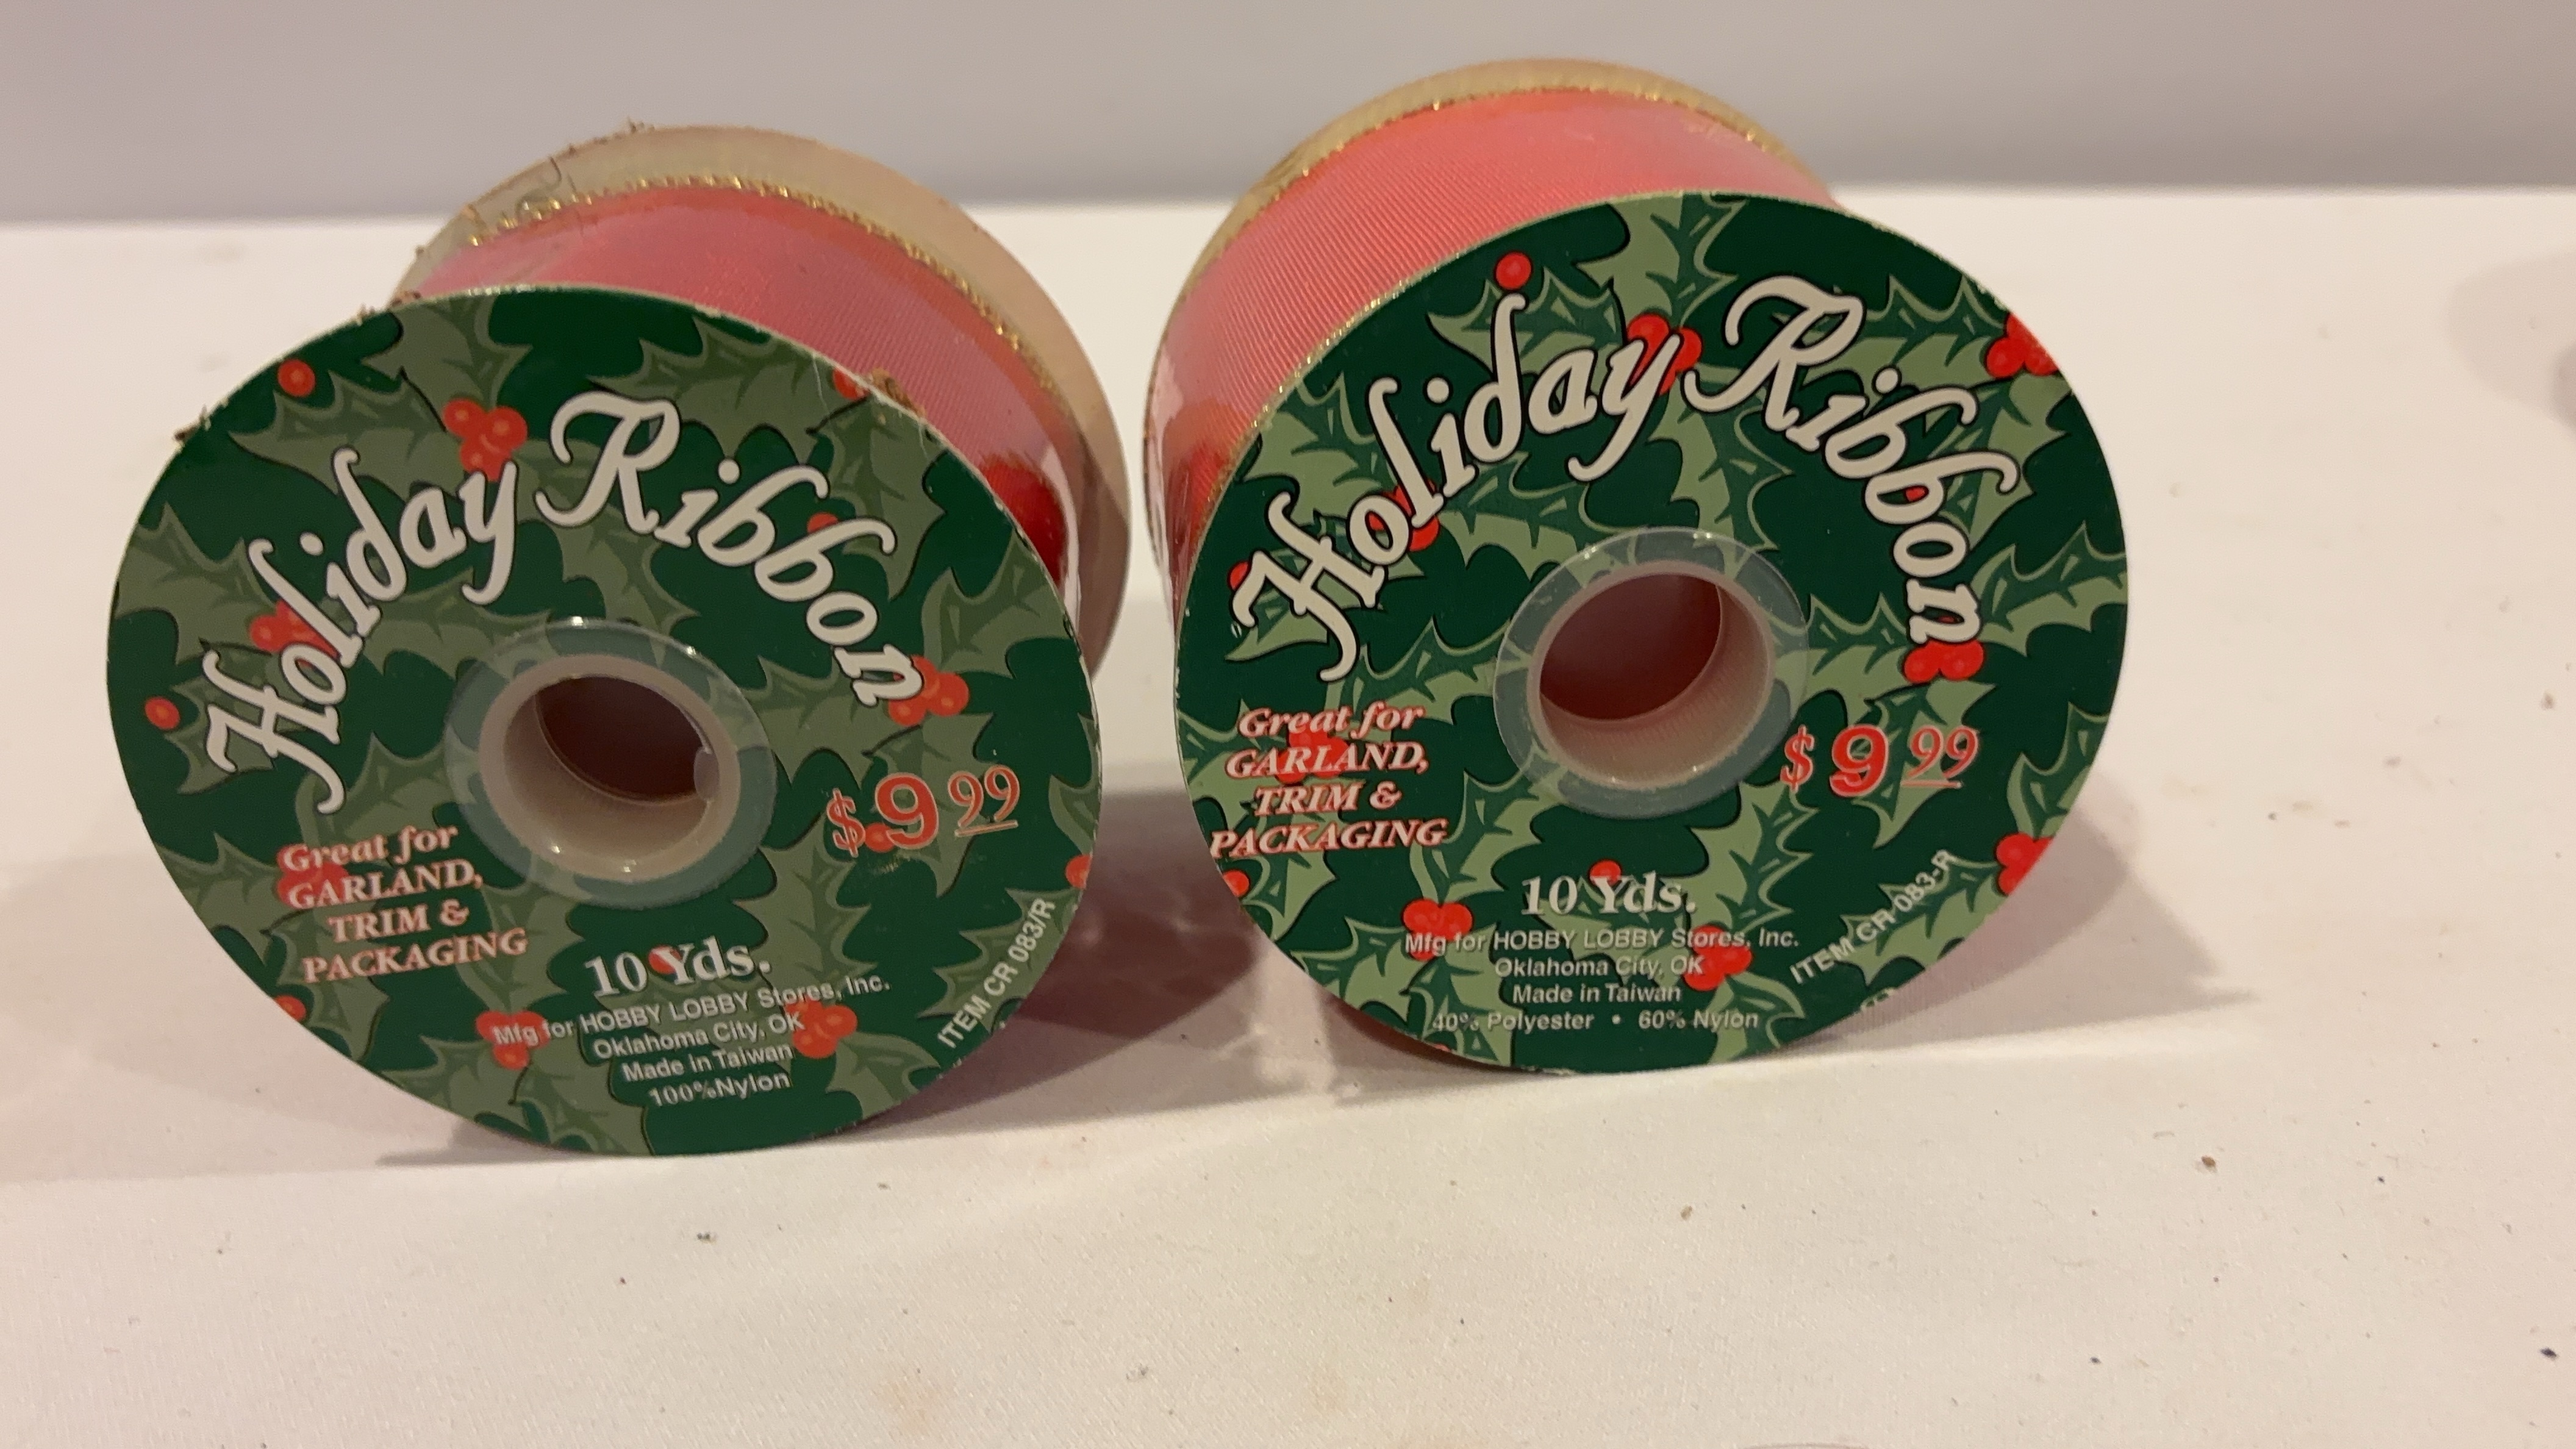 Holiday Ribbon
Great for
GARLAND,
TRIM &
PACKAGING
$9.99
10 Yds.
Mfg for HOBBY LOBBY Stores, Inc.
Oklahoma City, OK
Made in Taiwan
100%Nylon
ITEM CR 083/R
Holiday Ribbon
Great for
GARLAND,
TRIM &
PACKAGING
$9 99
10 Yds.
Mfg for HOBBY LOBBY Stores, Inc.
Oklahoma City, OK
Made in Taiwan
40% Polyester • 60% Nylon
ITEM CR 083-R